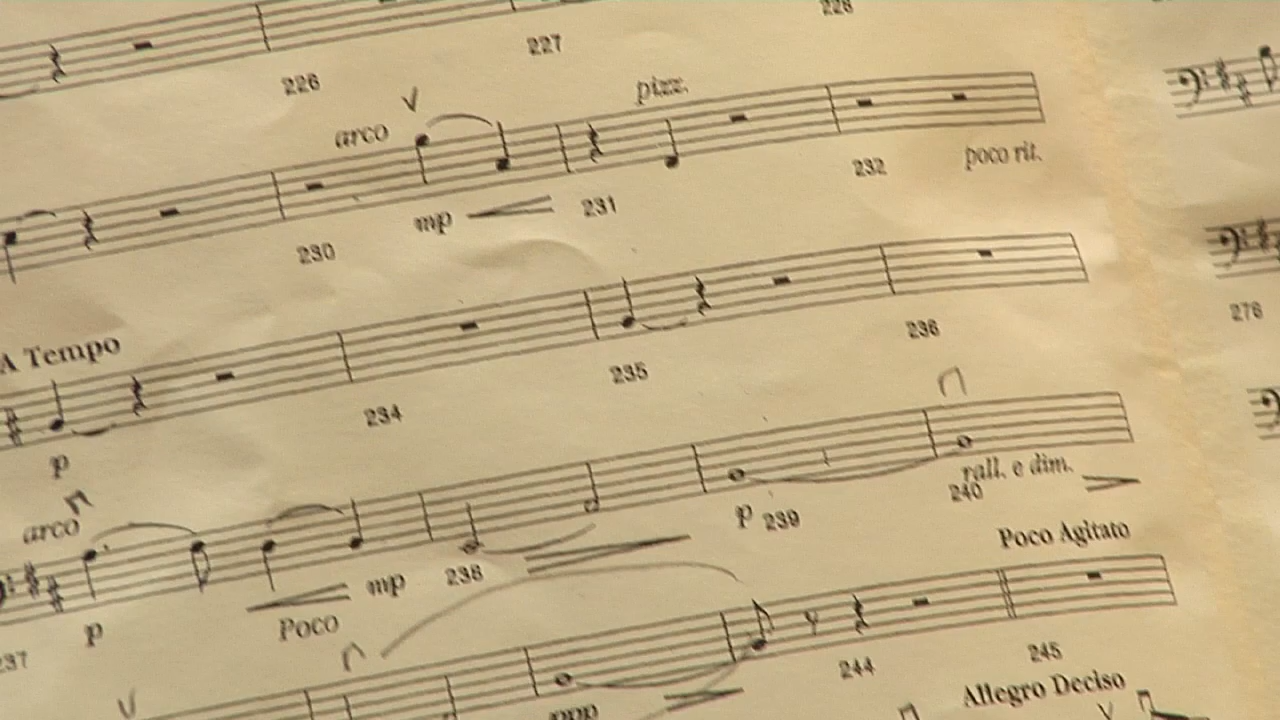 228
227
226
arco pizz.
mp 231 232 poco rit.
230
A Tempo
p 234 235 236 276
arco
p Poco mp 238 p 239 240 rall. e dim.
237
Poco Agitato
ppp 244 245
Allegro Deciso